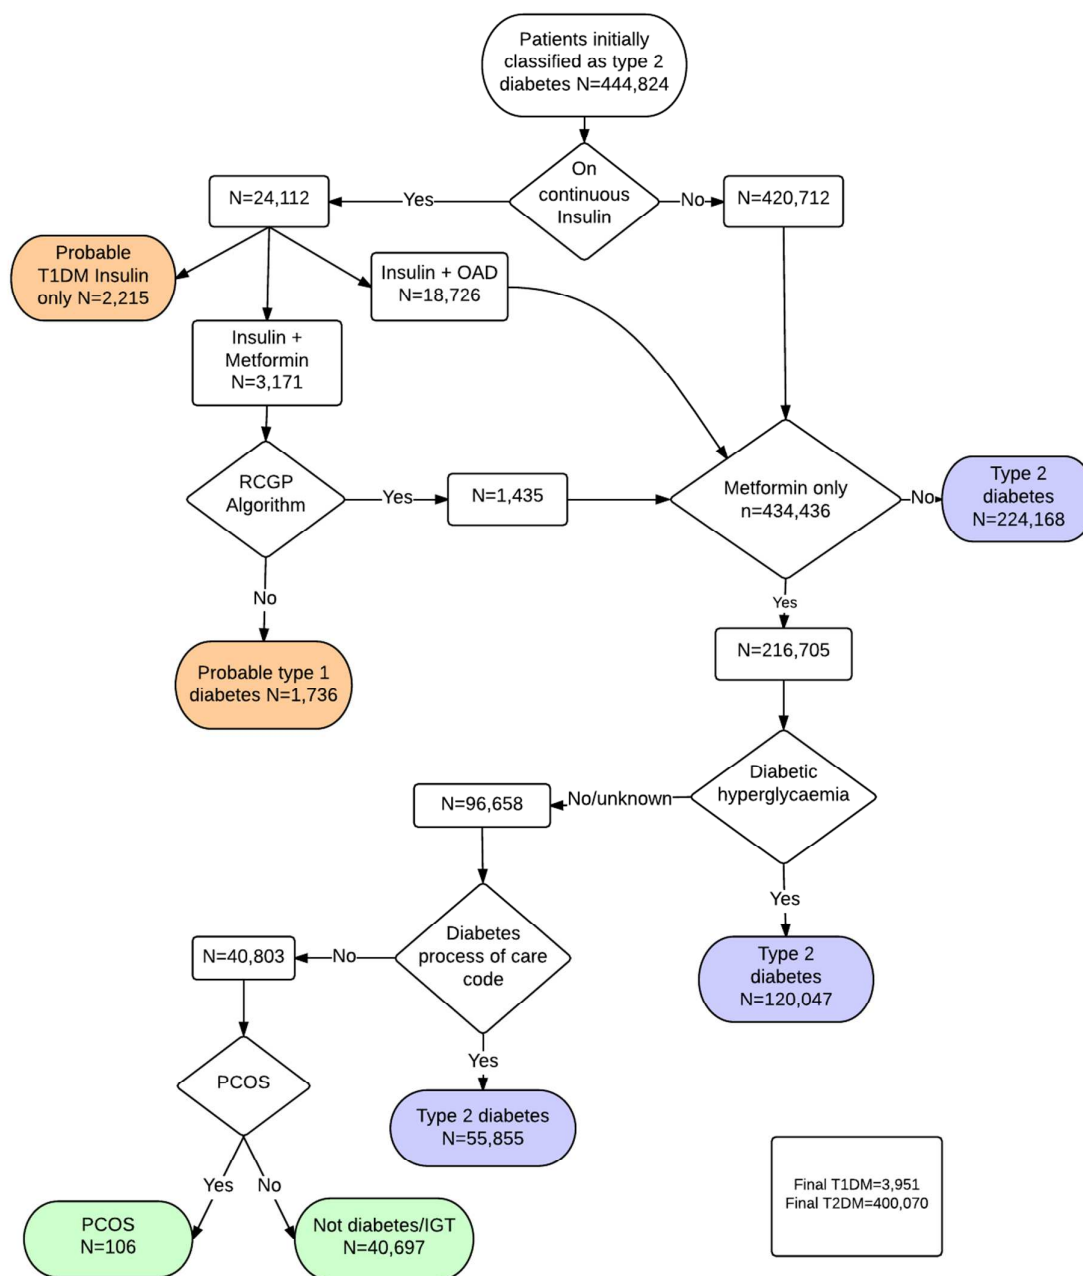 Patients initially
classified as type 2
diabetes N=444,824
On
continuous
Insulin
Yes
No
N=24,112
N=420,712
Probable
T1DM Insulin
only N=2,215
Insulin + OAD
N=18,726
Insulin +
Metformin
N=3,171
RCGP
Algorithm
Yes
N=1,435
Metformin only
n=434,436
No
Type 2
diabetes
N=224,168
No
Yes
Probable type 1
diabetes N=1,736
N=216,705
Diabetic
hyperglycaemia
No/unknown
N=96,658
Yes
Type 2
diabetes
N=120,047
Diabetes
process of care
code
No
N=40,803
Yes
Type 2 diabetes
N=55,855
PCOS
Yes
No
PCOS
N=106
Not diabetes/IGT
N=40,697
Final T1DM=3,951
Final T2DM=400,070